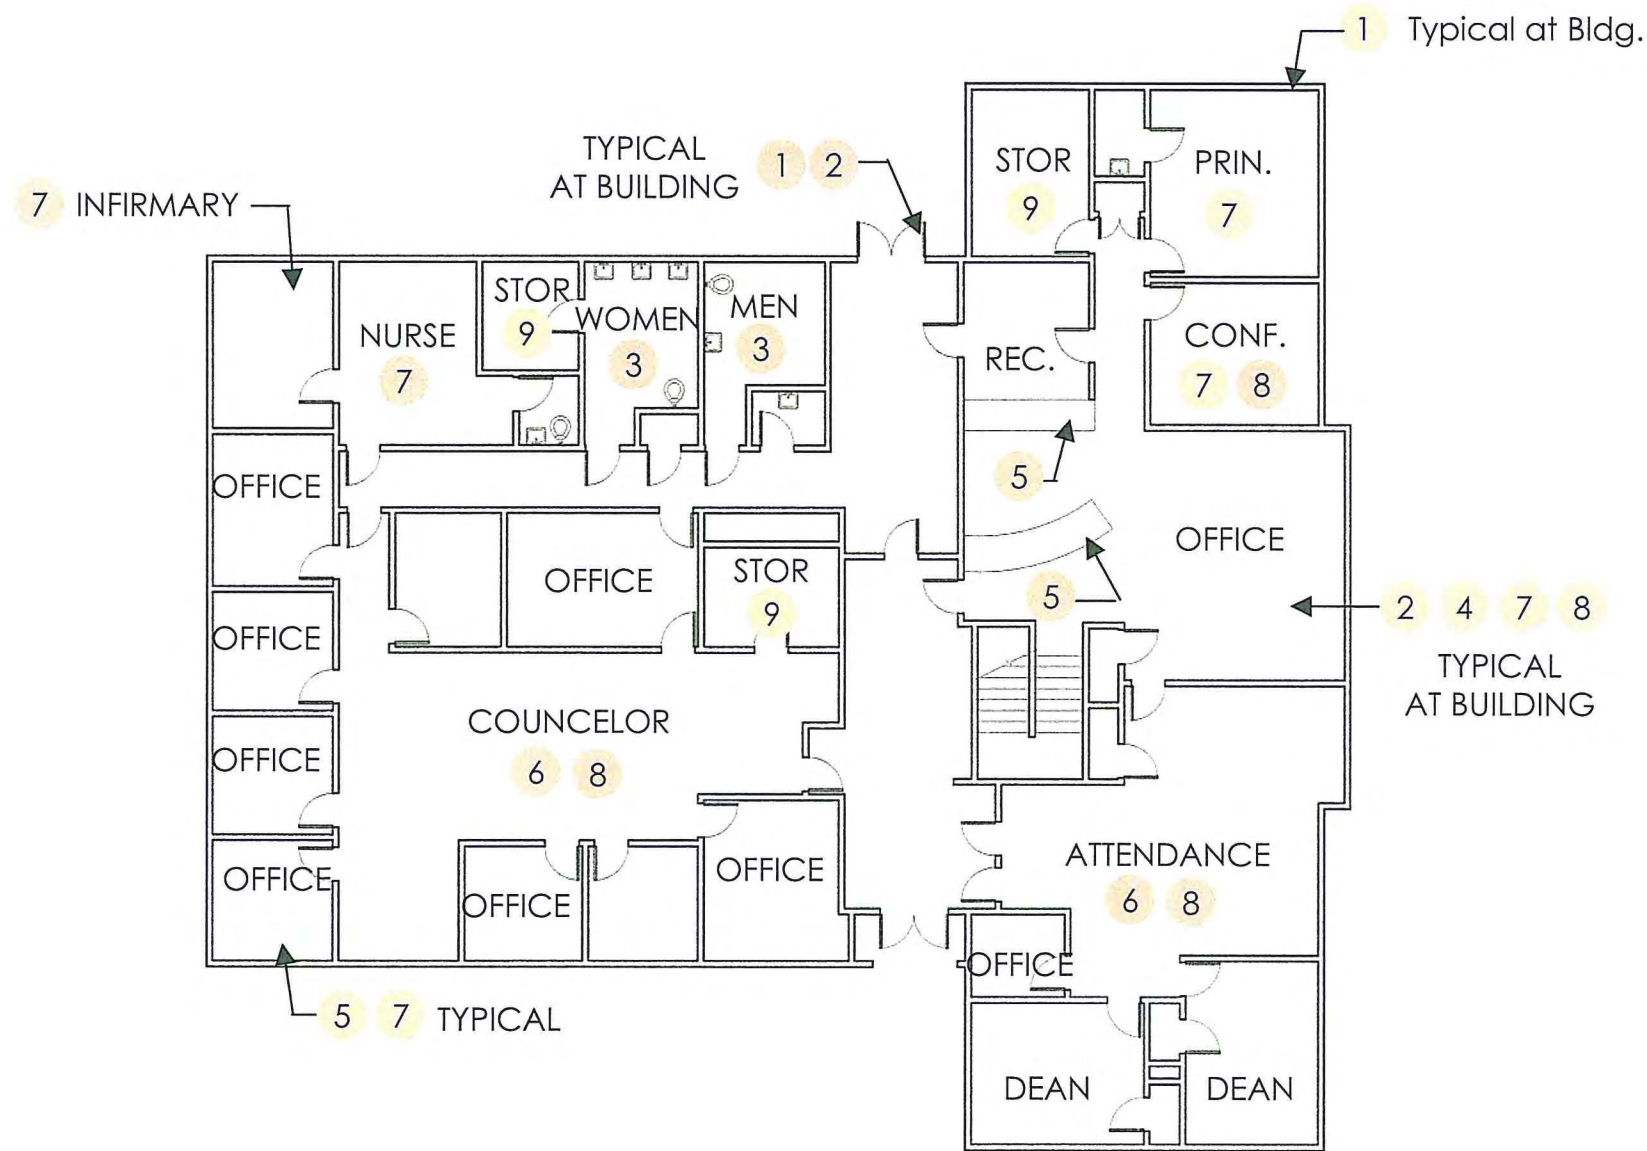 1 Typical at Bldg.
TYPICAL
AT BUILDING
1 2
STOR
9
PRIN.
7
7 INFIRMARY
STOR
9
WOMEN
3
MEN
3
NURSE
7
REC.
CONF.
7 8
5
OFFICE
OFFICE
OFFICE
STOR
9
5
2 4 7 8
TYPICAL
AT BUILDING
OFFICE
COUNCELOR
6 8
OFFICE
OFFICE
OFFICE
OFFICE
ATTENDANCE
6 8
OFFICE
5 7 TYPICAL
DEAN
DEAN